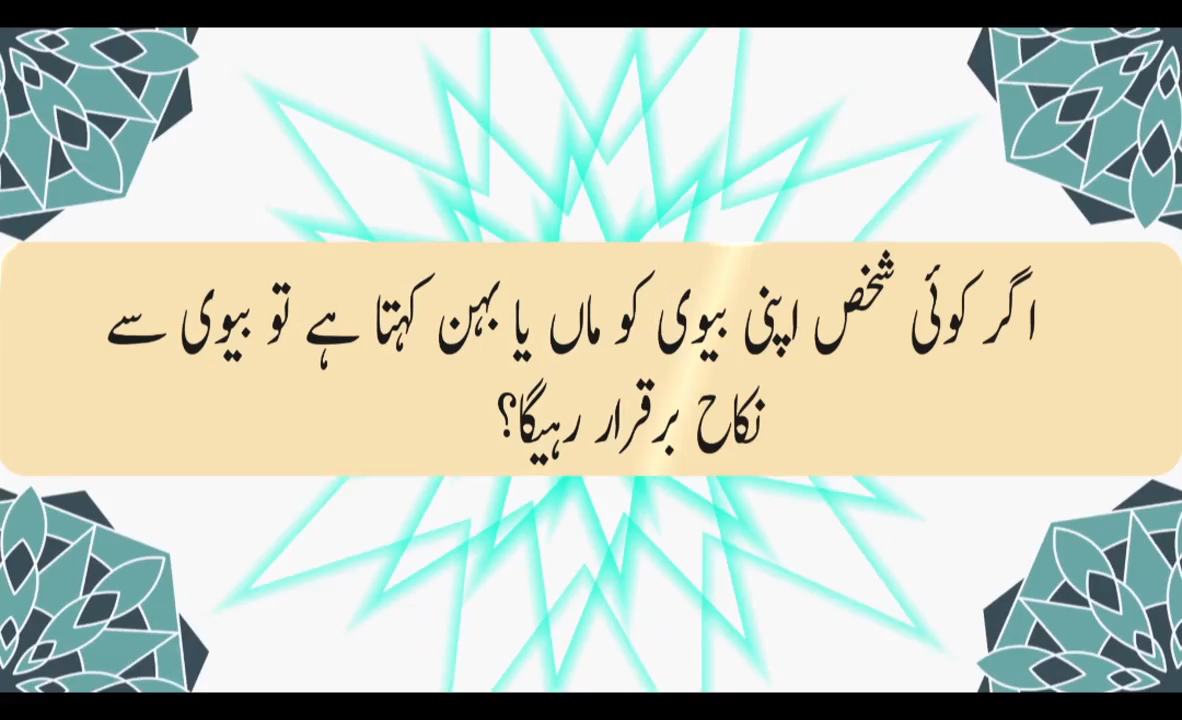 اگر کوئی شخص اپنی بیوی کو ماں یا بہن کہتا ہے تو بیوی سے
نکاح برقرار رہیگا؟